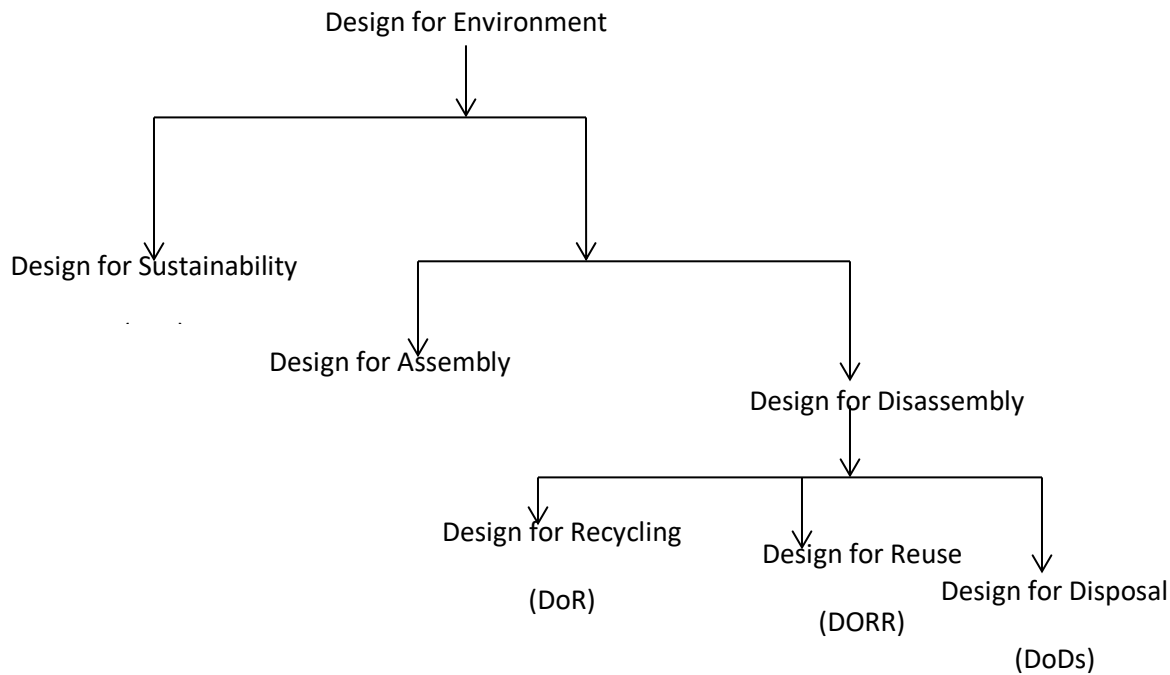 Design for Environment
Design for Sustainability
Design for Assembly
Design for Disassembly
Design for Recycling
(DoR)
Design for Reuse
(DORR)
Design for Disposal
(DoDs)